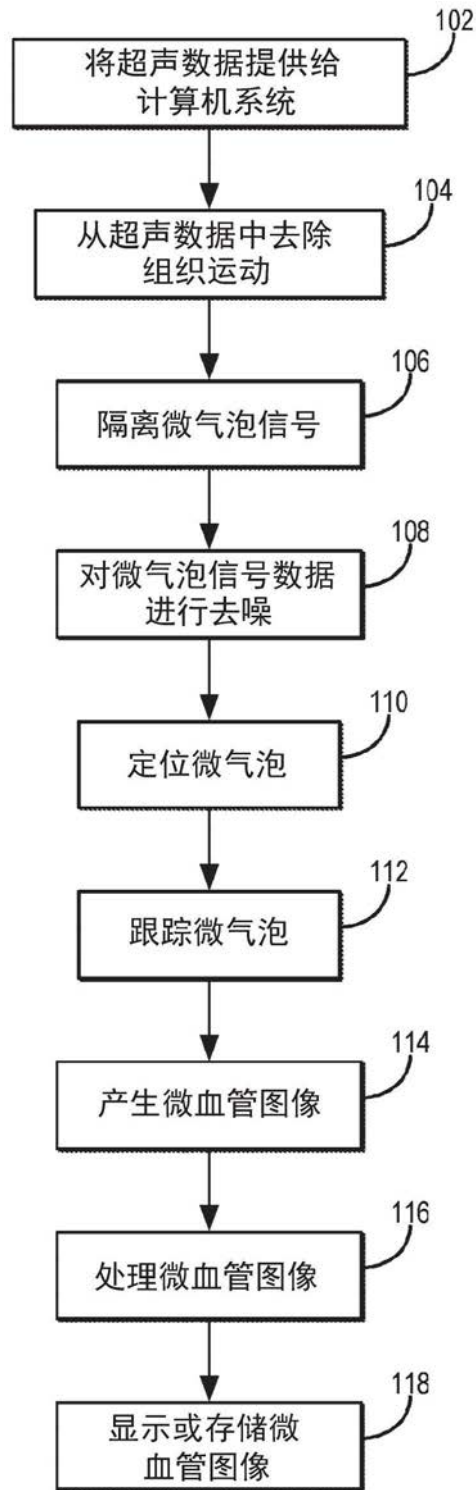 102
将超声数据提供给
计算机系统
104
从超声数据中去除
组织运动
106
隔离微气泡信号
108
对微气泡信号数据
进行去噪
110
定位微气泡
112
跟踪微气泡
114
产生微血管图像
116
处理微血管图像
118
显示或存储微
血管图像